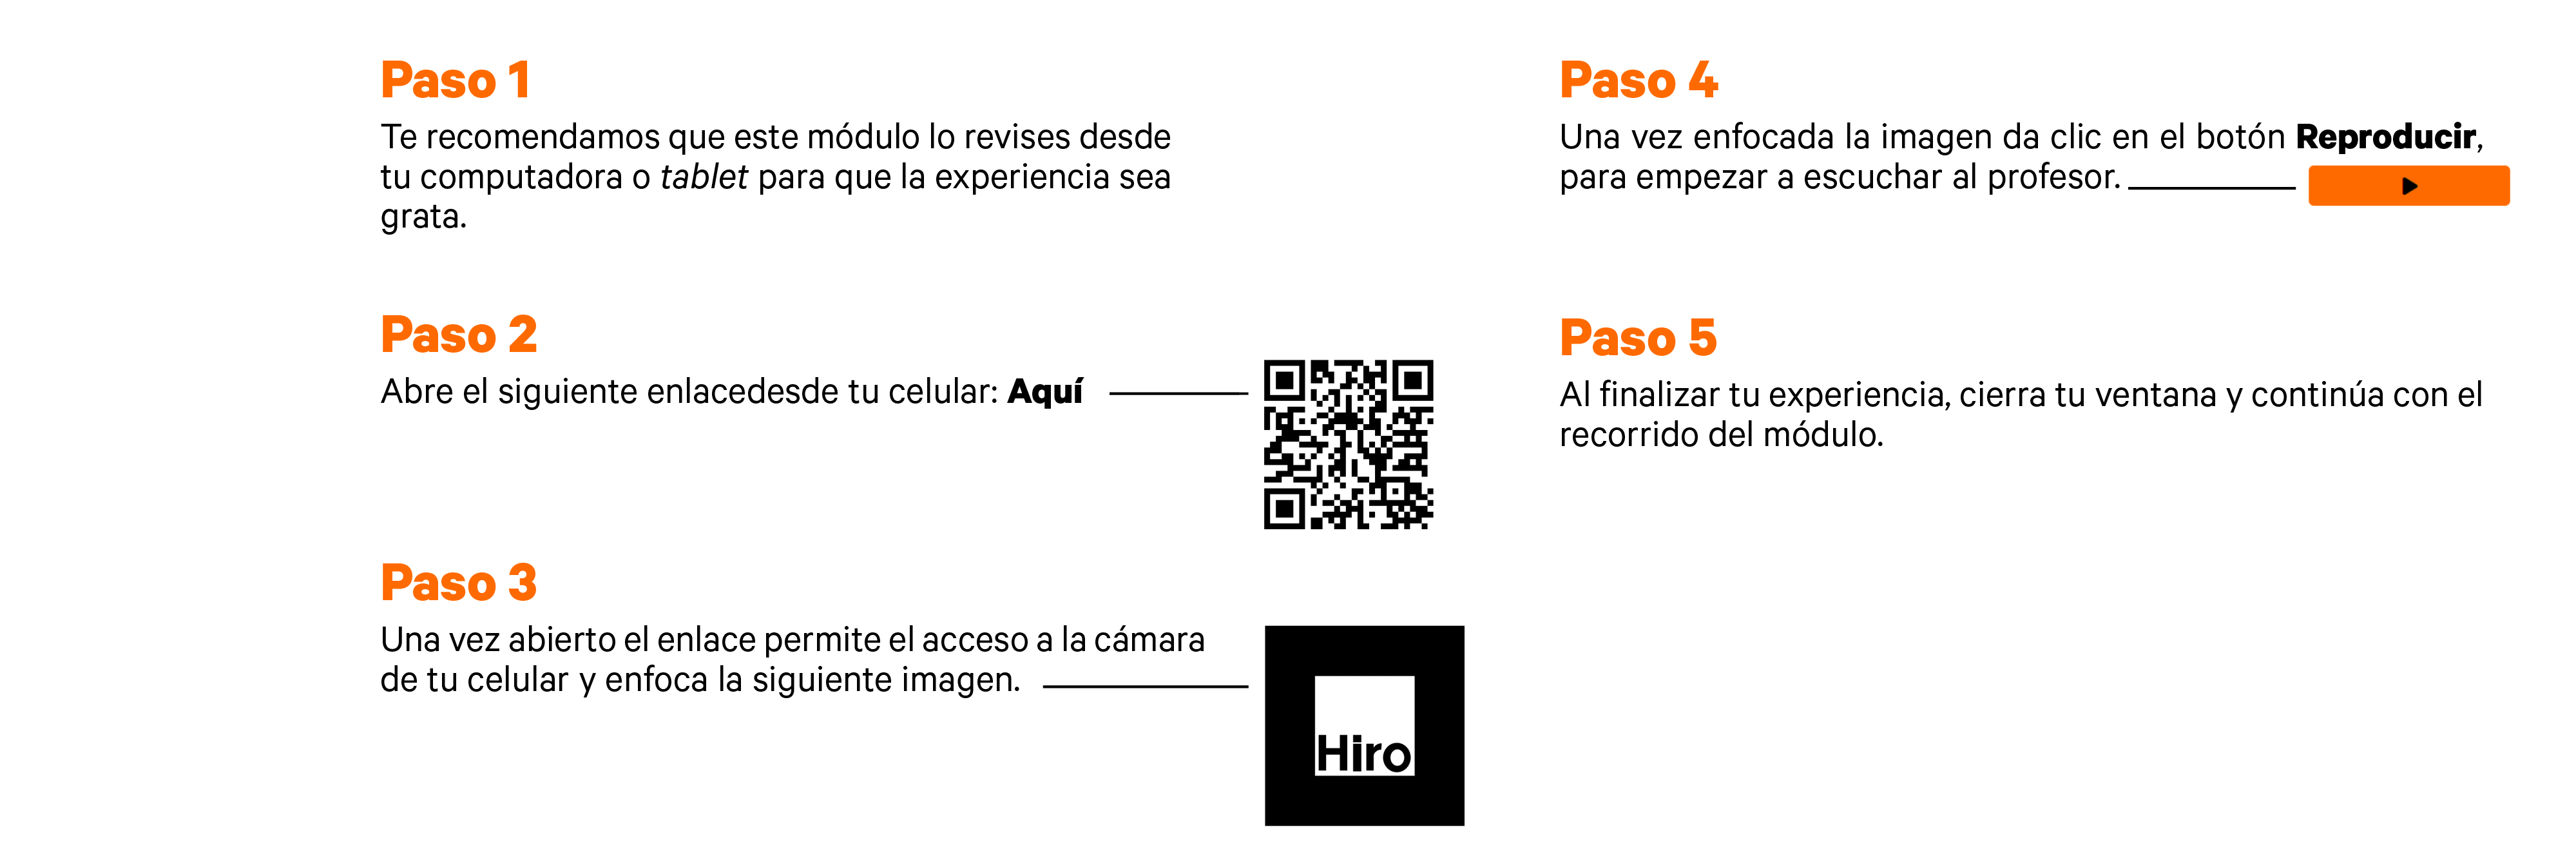 Paso 1
Te recomendamos que este módulo lo revises desde
tu computadora o tablet para que la experiencia sea
grata.
Paso 2
Abre el siguiente enlacedesde tu celular: Aquí
Paso 3
Una vez abierto el enlace permite el acceso a la cámara
de tu celular y enfoca la siguiente imagen.
Hiro
Paso 4
Una vez enfocada la imagen da clic en el botón Reproducir,
para empezar a escuchar al profesor.
Paso 5
Al finalizar tu experiencia, cierra tu ventana y continúa con el
recorrido del módulo.